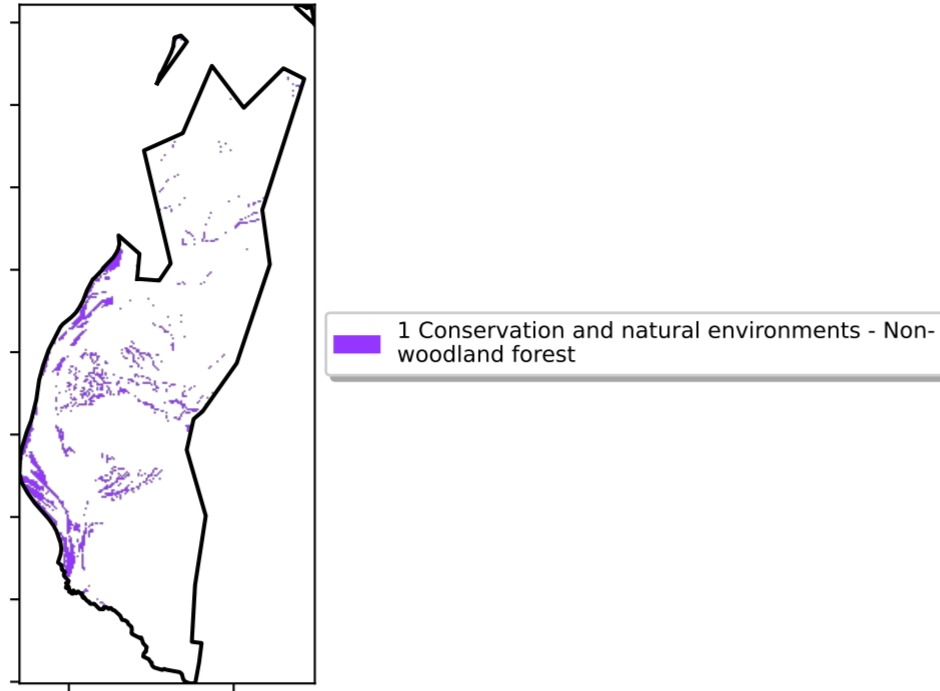 1 Conservation and natural environments - Non-
woodland forest